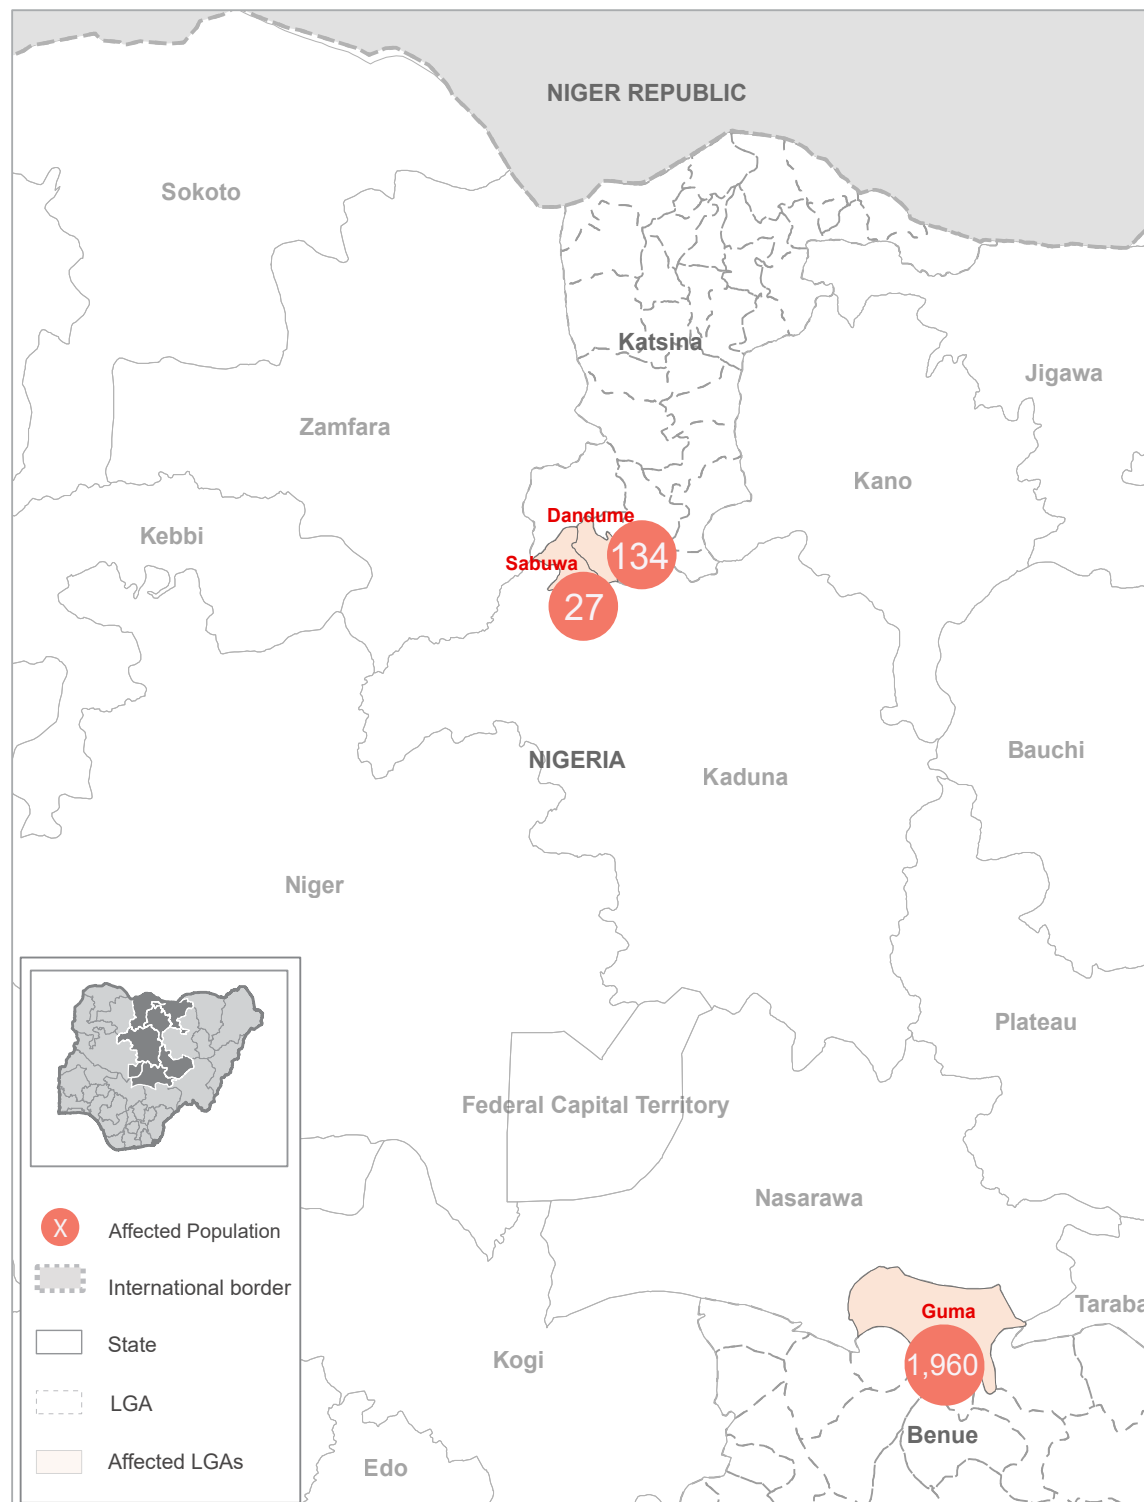 NIGER REPUBLIC
Sokoto
Katsina
Jigawa
Zamfara
Kano
Dandume
Kebbi
134
Sabuwa
27
Bauchi
NIGERIA
Kaduna
Niger
Plateau
Federal Capital Territory
Nasarawa
X Affected Population
International border
Taraba
Guma
State
Kogi
1,960
LGA
Benue
Affected LGAs
Edo